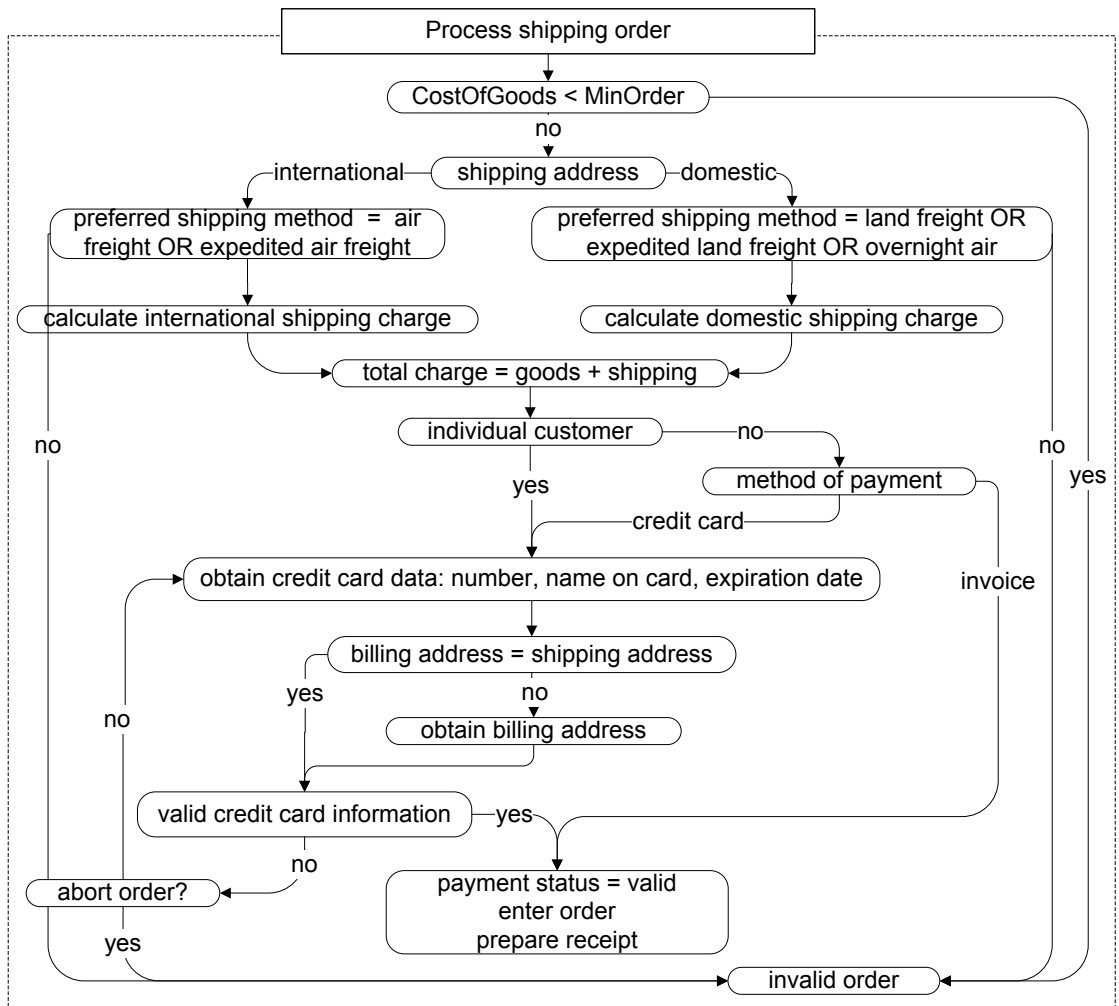 Process shipping order
CostOfGoods < MinOrder
no
international
shipping address
domestic
preferred shipping method = air
freight OR expedited air freight
preferred shipping method = land freight OR
expedited land freight OR overnight air
calculate international shipping charge
calculate domestic shipping charge
total charge = goods + shipping
individual customer
no
no
no
yes
yes
method of payment
credit card
obtain credit card data: number, name on card, expiration date
invoice
billing address = shipping address
yes
no
no
obtain billing address
valid credit card information
yes
no
abort order?
payment status = valid
enter order
prepare receipt
yes
invalid order